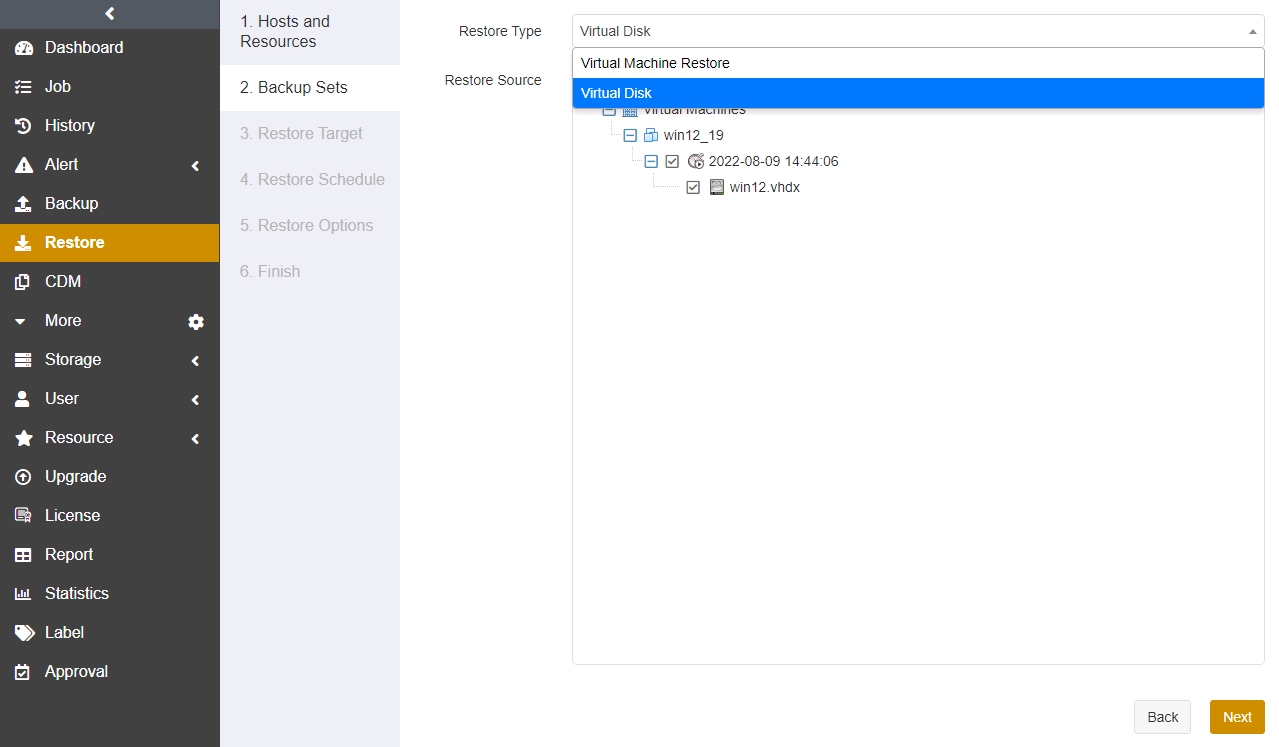 Dashboard
Job
History
Alert
Backup
Restore
CDM
More
Storage
User
Resource
Upgrade
License
Report
Statistics
Label
Approval
1. Hosts and
Resources
2. Backup Sets
3. Restore Target
4. Restore Schedule
5. Restore Options
6. Finish
Restore Type
Virtual Disk
Virtual Machine Restore
Virtual Disk
Restore Source
Virtual Machines
win12_19
2022-08-09 14:44:06
win12.vhdx
Back
Next